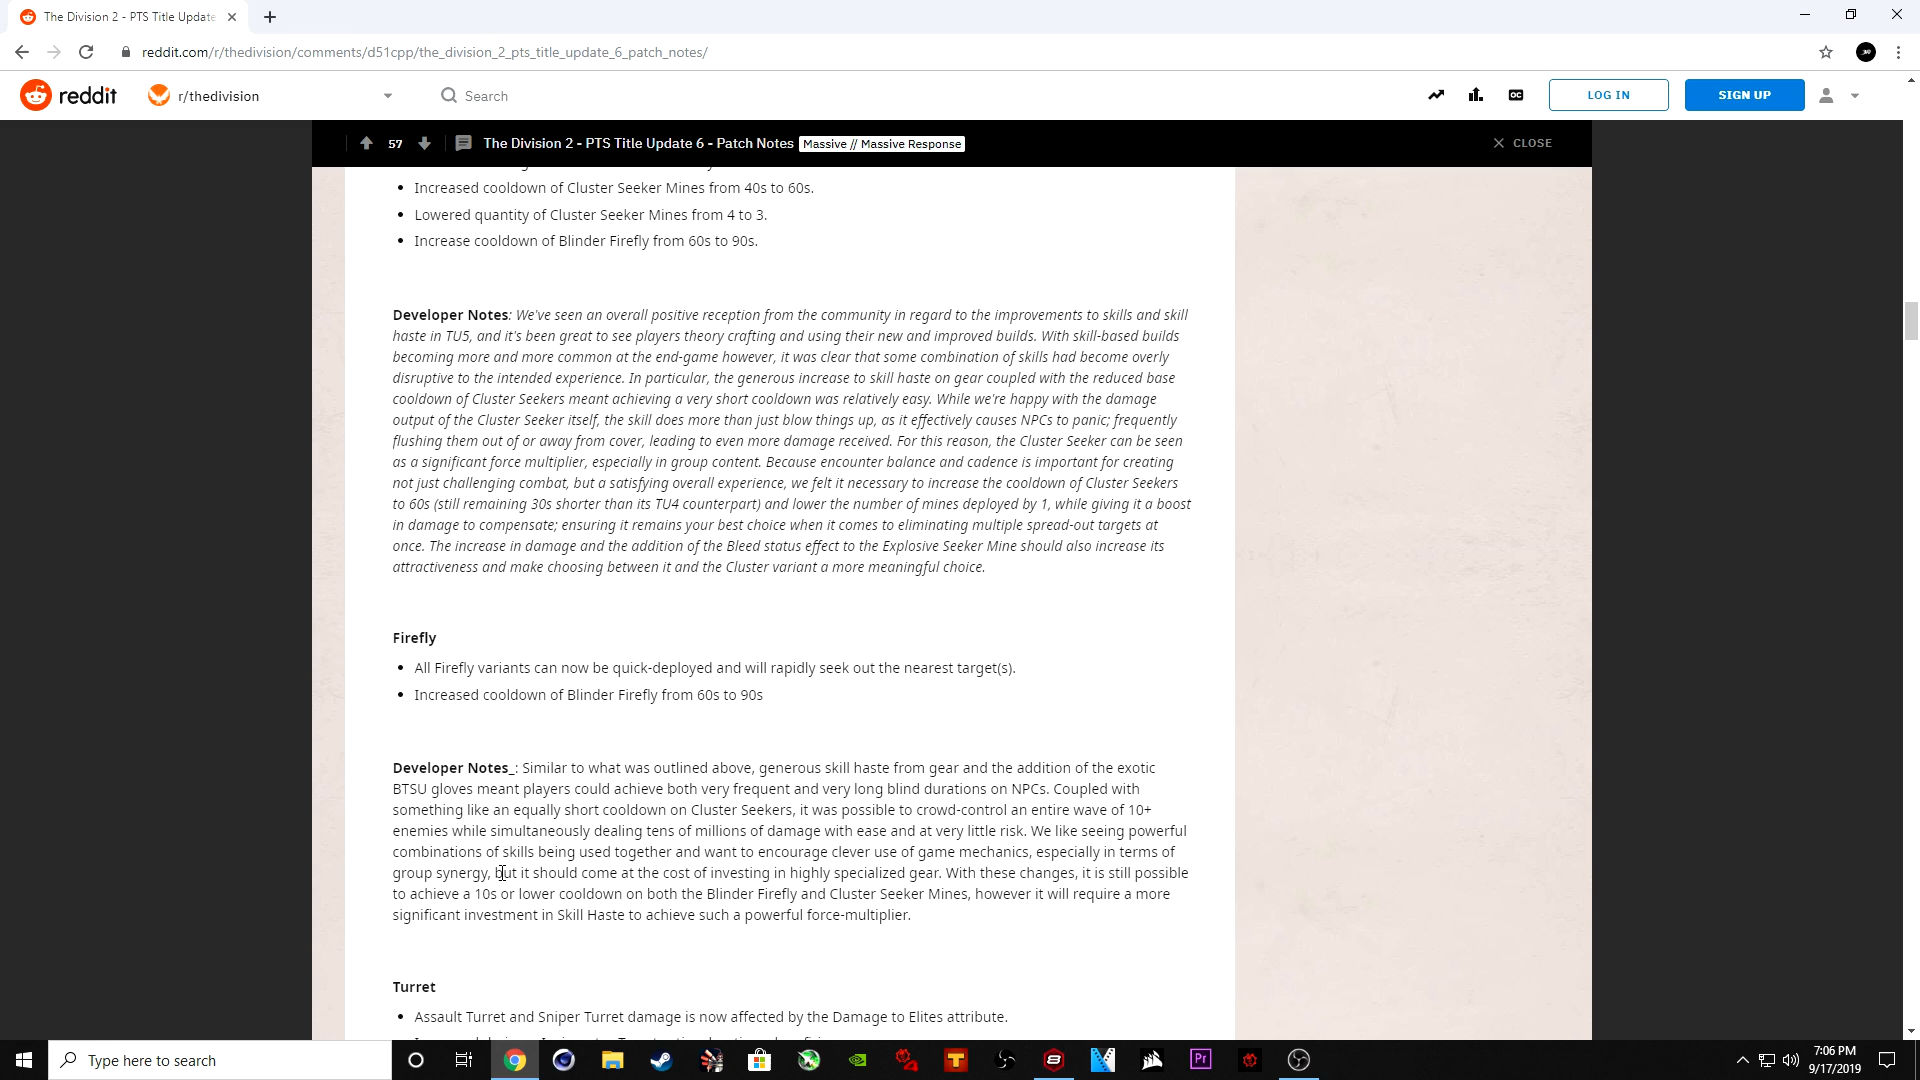 The Division 2 - PTS Title Update
reddit.com/r/thedivision/comments/d51cpp/the_division_2_pts_title_update_6_patch_notes/
reddit
r/thedivision
Search
LOG IN
SIGN UP
57
The Division 2 - PTS Title Update 6 - Patch Notes
Massive // Massive Response
CLOSE
• Increased cooldown of Cluster Seeker Mines from 40s to 60s.
• Lowered quantity of Cluster Seeker Mines from 4 to 3.
• Increase cooldown of Blinder Firefly from 60s to 90s.
Developer Notes: We've seen an overall positive reception from the community in regard to the improvements to skills and skill
haste in TU5, and it's been great to see players theory crafting and using their new and improved builds. With skill-based builds
becoming more and more common at the end-game however, it was clear that some combination of skills had become overly
disruptive to the intended experience. In particular, the generous increase to skill haste on gear coupled with the reduced base
cooldown of Cluster Seekers meant achieving a very short cooldown was relatively easy. While we're happy with the damage
output of the Cluster Seeker itself, the skill does more than just blow things up, as it effectively causes NPCs to panic; frequently
flushing them out of or away from cover, leading to even more damage received. For this reason, the Cluster Seeker can be seen
as a significant force multiplier, especially in group content. Because encounter balance and cadence is important for creating
not just challenging combat, but a satisfying overall experience, we felt it necessary to increase the cooldown of Cluster Seekers
to 60s (still remaining 30s shorter than its TU4 counterpart) and lower the number of mines deployed by 1, while giving it a boost
in damage to compensate; ensuring it remains your best choice when it comes to eliminating multiple spread-out targets at
once. The increase in damage and the addition of the Bleed status effect to the Explosive Seeker Mine should also increase its
attractiveness and make choosing between it and the Cluster variant a more meaningful choice.
Firefly
• All Firefly variants can now be quick-deployed and will rapidly seek out the nearest target(s).
• Increased cooldown of Blinder Firefly from 60s to 90s
Developer Notes_: Similar to what was outlined above, generous skill haste from gear and the addition of the exotic
BTSU gloves meant players could achieve both very frequent and very long blind durations on NPCs. Coupled with
something like an equally short cooldown on Cluster Seekers, it was possible to crowd-control an entire wave of 10+
enemies while simultaneously dealing tens of millions of damage with ease and at very little risk. We like seeing powerful
combinations of skills being used together and want to encourage clever use of game mechanics, especially in terms of
group synergy, but it should come at the cost of investing in highly specialized gear. With these changes, it is still possible
to achieve a 10s or lower cooldown on both the Blinder Firefly and Cluster Seeker Mines, however it will require a more
significant investment in Skill Haste to achieve such a powerful force-multiplier.
Turret
• Assault Turret and Sniper Turret damage is now affected by the Damage to Elites attribute.
Type here to search
Pr
7:06 PM
9/17/2019